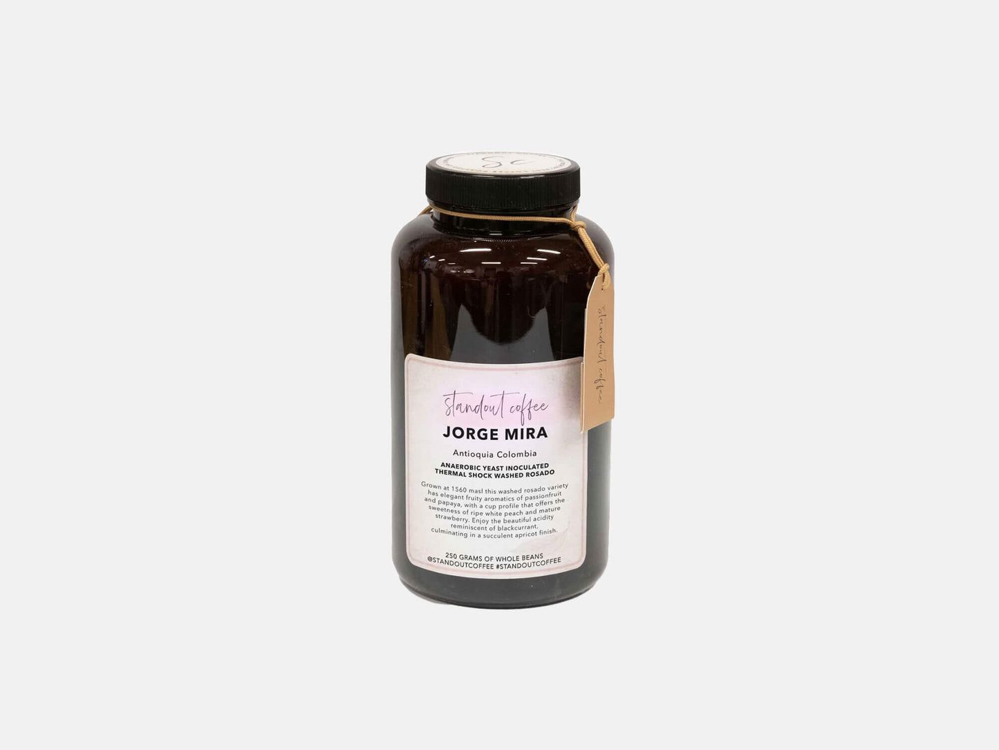 Sc
standout coffee
standout coffee
JORGE MIRA
Antioquia Colombia
ANAEROBIC YEAST INOCULATED
THERMAL SHOCK WASHED ROSADO
Grown at 1560 masl this washed rosado variety
has elegant fruity aromatics of passionfruit
and papaya, with a cup profile that offers the
sweetness of ripe white peach and mature
strawberry. Enjoy the beautiful acidity
reminiscent of blackcurrant,
culminating in a succulent apricot finish.
250 GRAMS OF WHOLE BEANS
@STANDOUTCOFFEE #STANDOUTCOFFEE